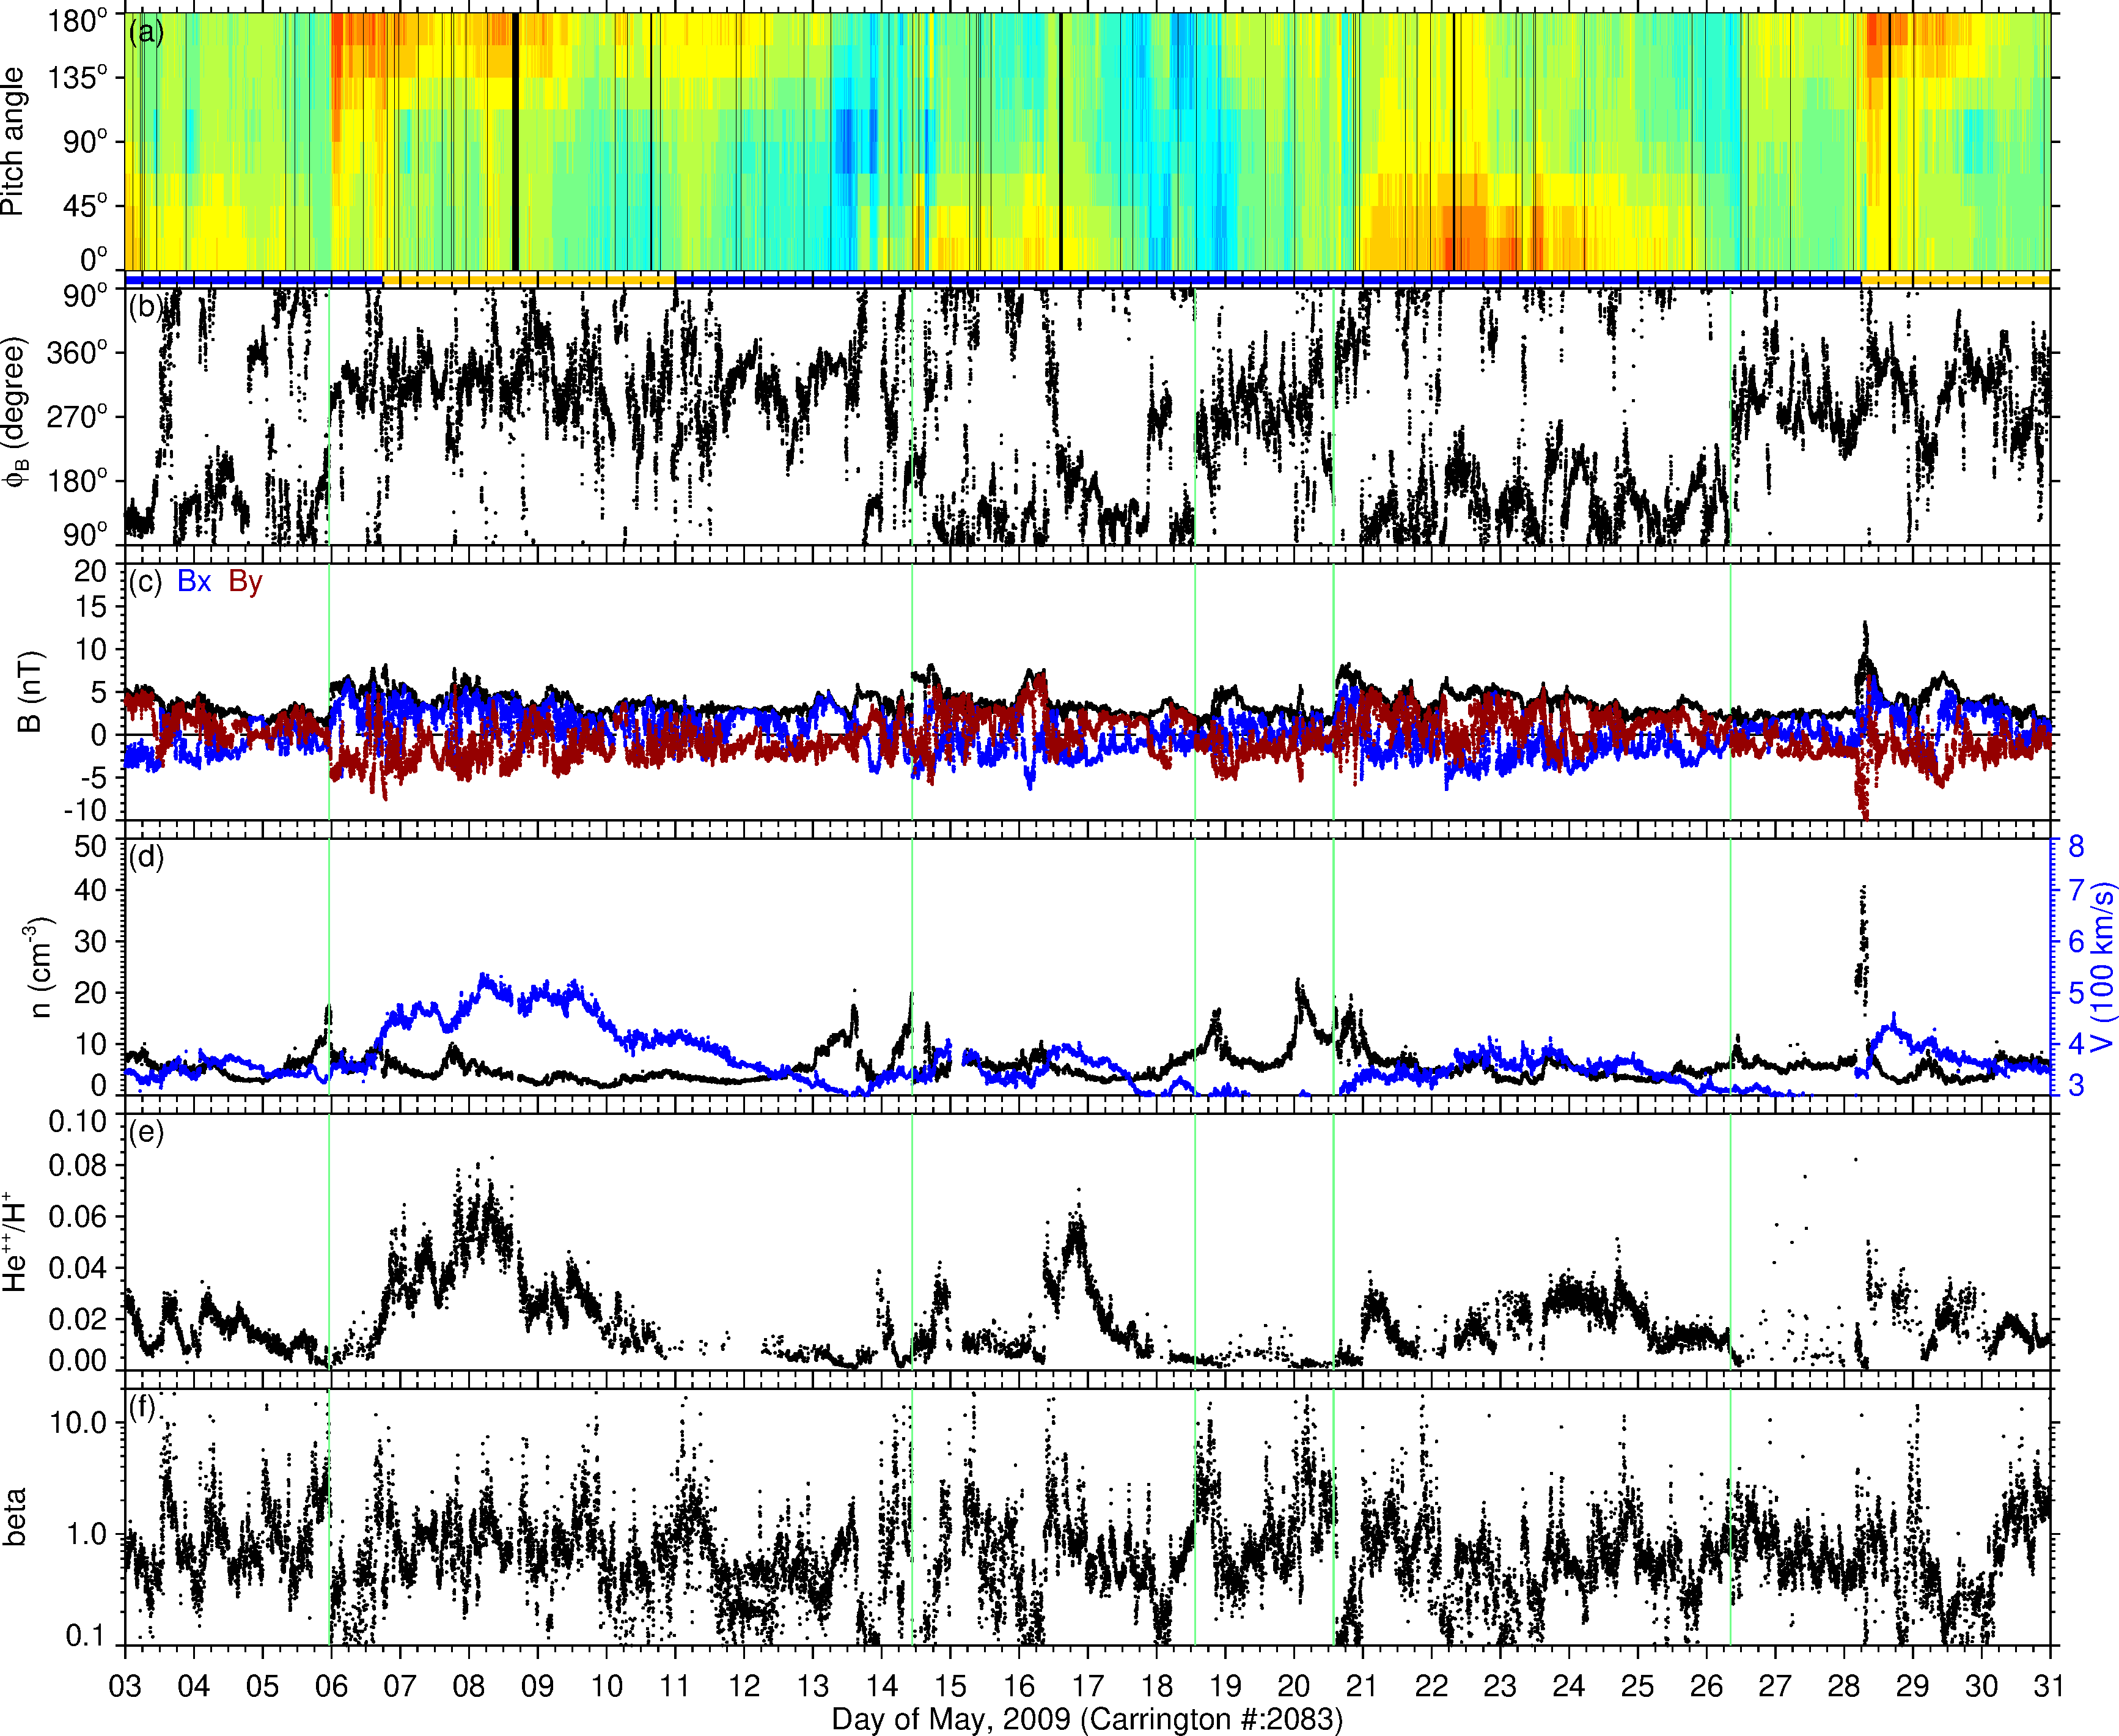 (a)
Pitch angle
180°
135°
90°
45°
0°
(b)
ϕB (degree)
90°
360°
270°
180°
90°
(c) Bx By
B (nT)
20
15
10
5
0
-5
-10
(d)
n (cm-3)
50
40
30
20
10
0
V (100 km/s)
8
7
6
5
4
3
(e)
He++/H+
0.10
0.08
0.06
0.04
0.02
0.00
(f)
beta
10.0
1.0
0.1
03 04 05 06 07 08 09 10 11 12 13 14 15 16 17 18 19 20 21 22 23 24 25 26 27 28 29 30 31
Day of May, 2009 (Carrington #:2083)